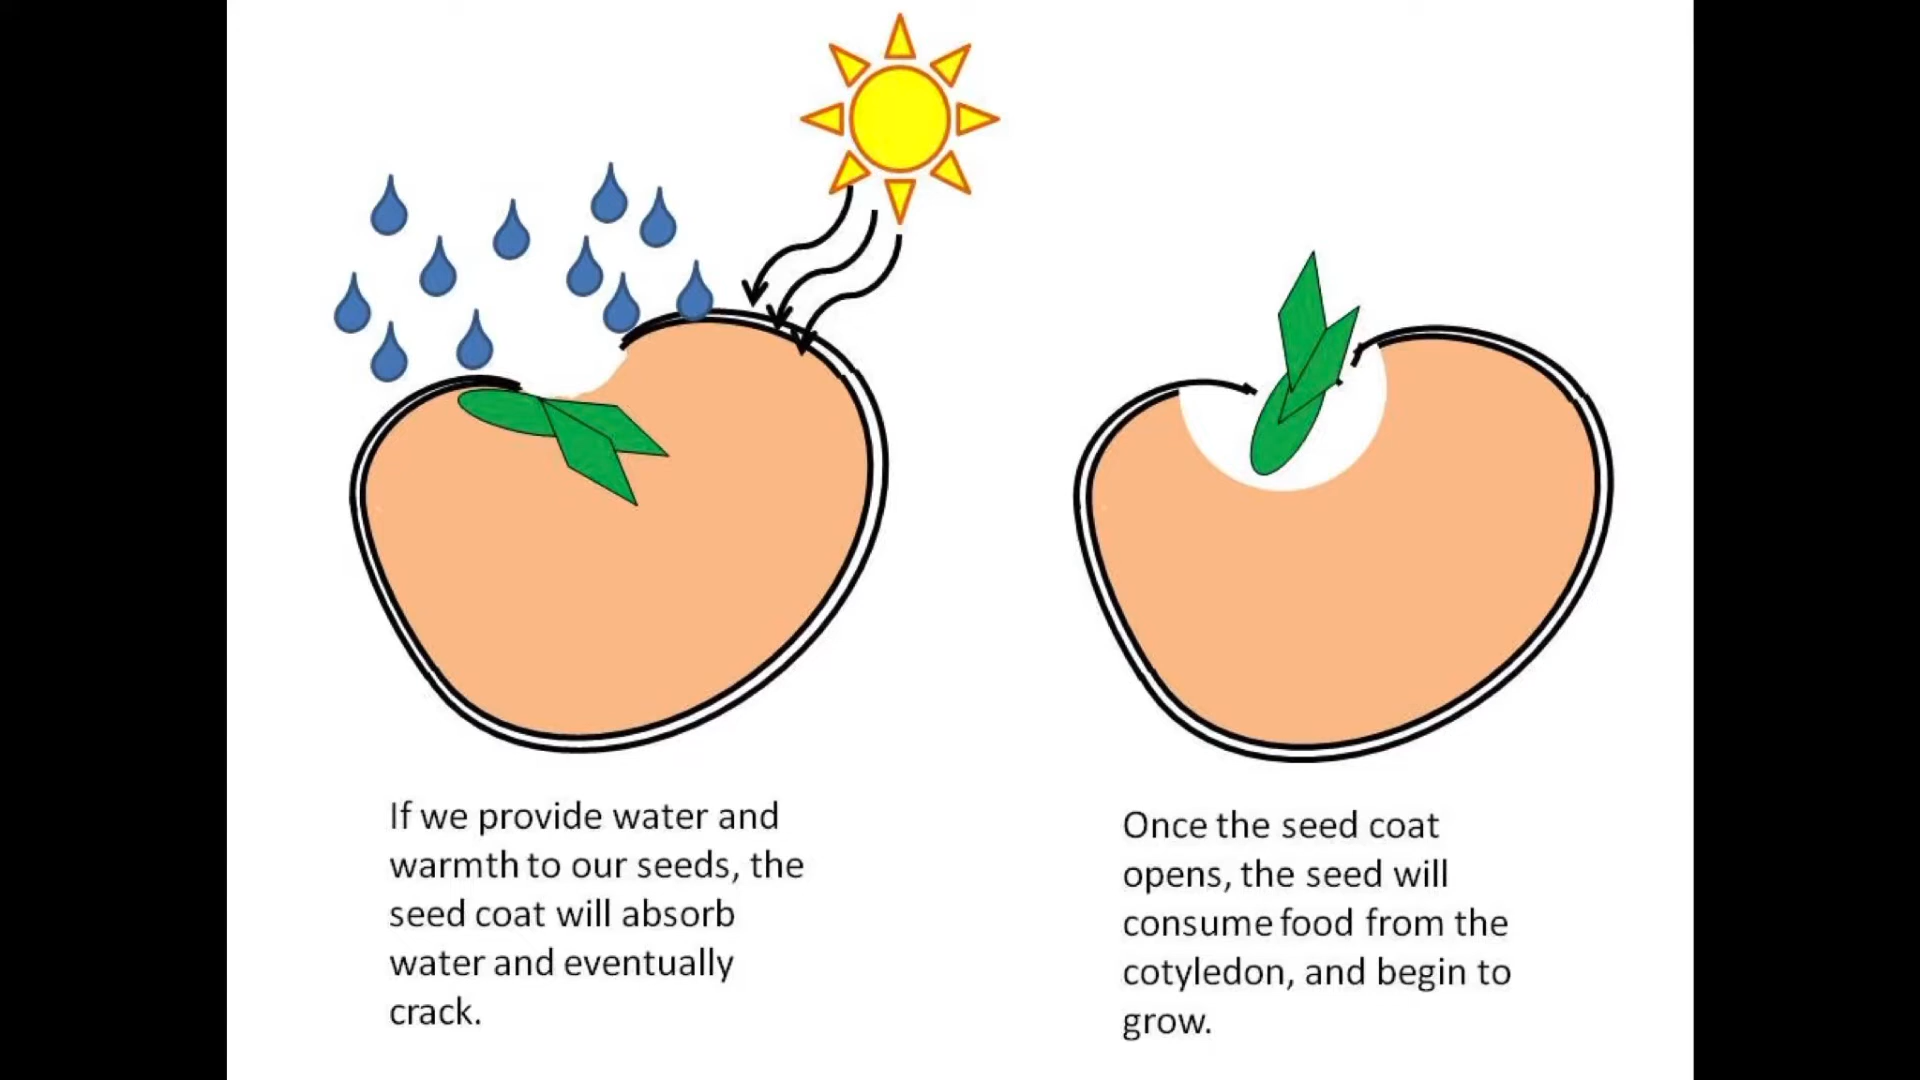 If we provide water and
warmth to our seeds, the
seed coat will absorb
water and eventually
crack.
Once the seed coat
opens, the seed will
consume food from the
cotyledon, and begin to
grow.